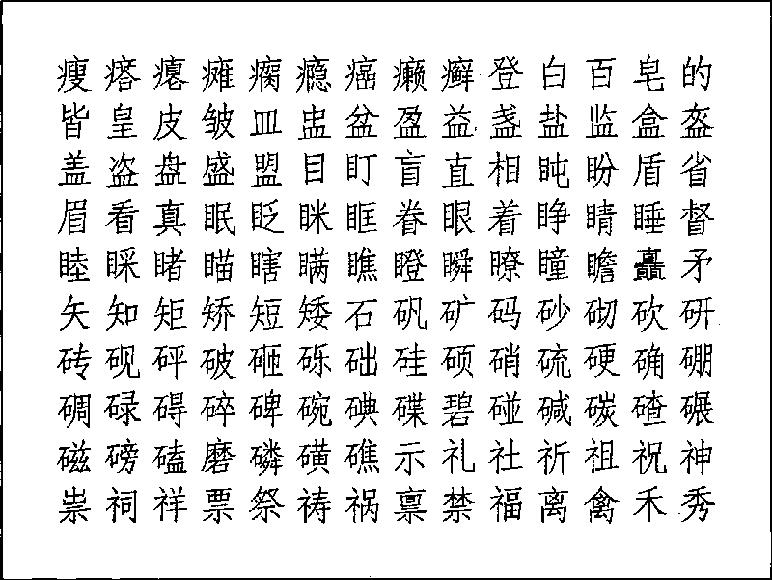 瘦瘩瘪瘫瘸瘾癌癞癣登白百皂的
皆皇皮皱皿盅盆盈益盏盐监盒盔
盖盗盘盛盟目盯盲直相盹盼盾省
眉看真眠眨眯眶眷眼着睁睛睡督
睦睬睹瞄瞎瞒瞧瞪瞬瞭瞳瞻矗矛
矢知矩矫短矮石矾矿码砂砌砍研
砖砚砰破砸砾础硅硕硝硫硬确硼
碉碌碍碎碑碗碘碟碧碰碱碳碴碾
磁磅磕磨磷磺礁示礼社祈祖祝神
祟祠祥票祭祷祸禀禁福离禽禾秀